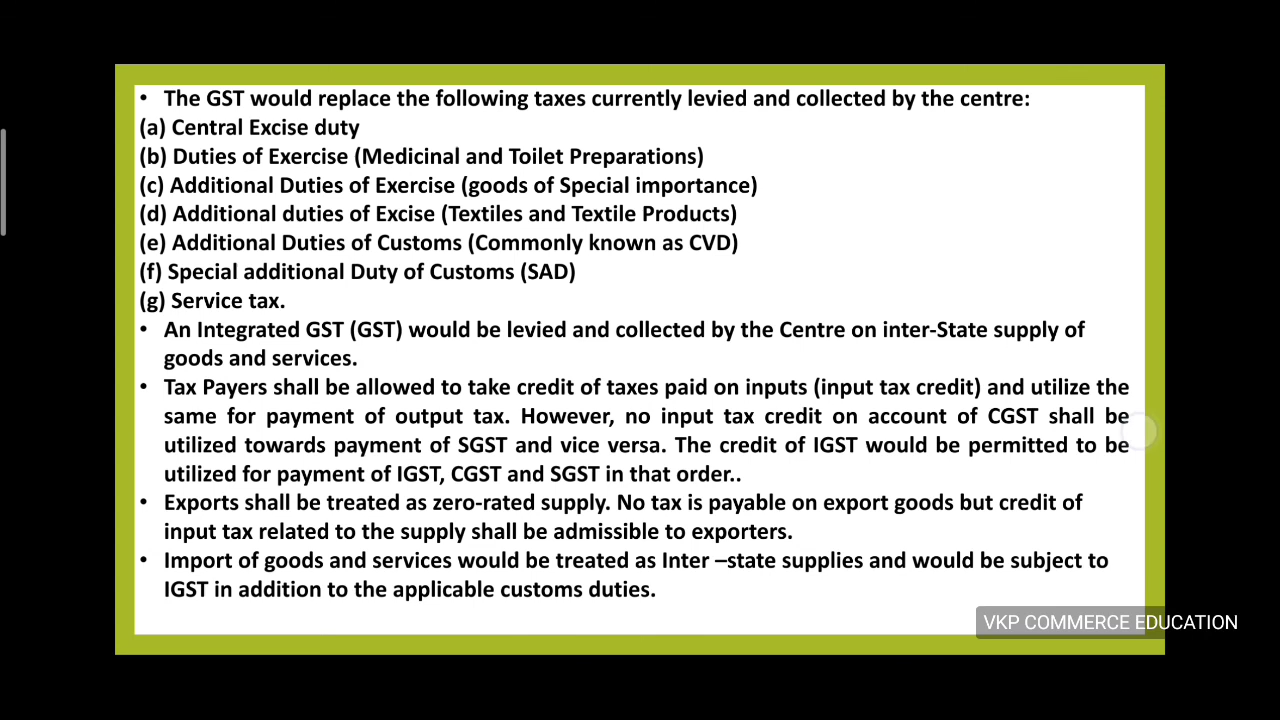 • The GST would replace the following taxes currently levied and collected by the centre:
(a) Central Excise duty
(b) Duties of Exercise (Medicinal and Toilet Preparations)
(c) Additional Duties of Exercise (goods of Special importance)
(d) Additional duties of Excise (Textiles and Textile Products)
(e) Additional Duties of Customs (Commonly known as CVD)
(f) Special additional Duty of Customs (SAD)
(g) Service tax.
• An Integrated GST (GST) would be levied and collected by the Centre on inter-State supply of
goods and services.
• Tax Payers shall be allowed to take credit of taxes paid on inputs (input tax credit) and utilize the
same for payment of output tax. However, no input tax credit on account of CGST shall be
utilized towards payment of SGST and vice versa. The credit of IGST would be permitted to be
utilized for payment of IGST, CGST and SGST in that order..
• Exports shall be treated as zero-rated supply. No tax is payable on export goods but credit of
input tax related to the supply shall be admissible to exporters.
• Import of goods and services would be treated as Inter –state supplies and would be subject to
IGST in addition to the applicable customs duties.
VKP COMMERCE EDUCATION